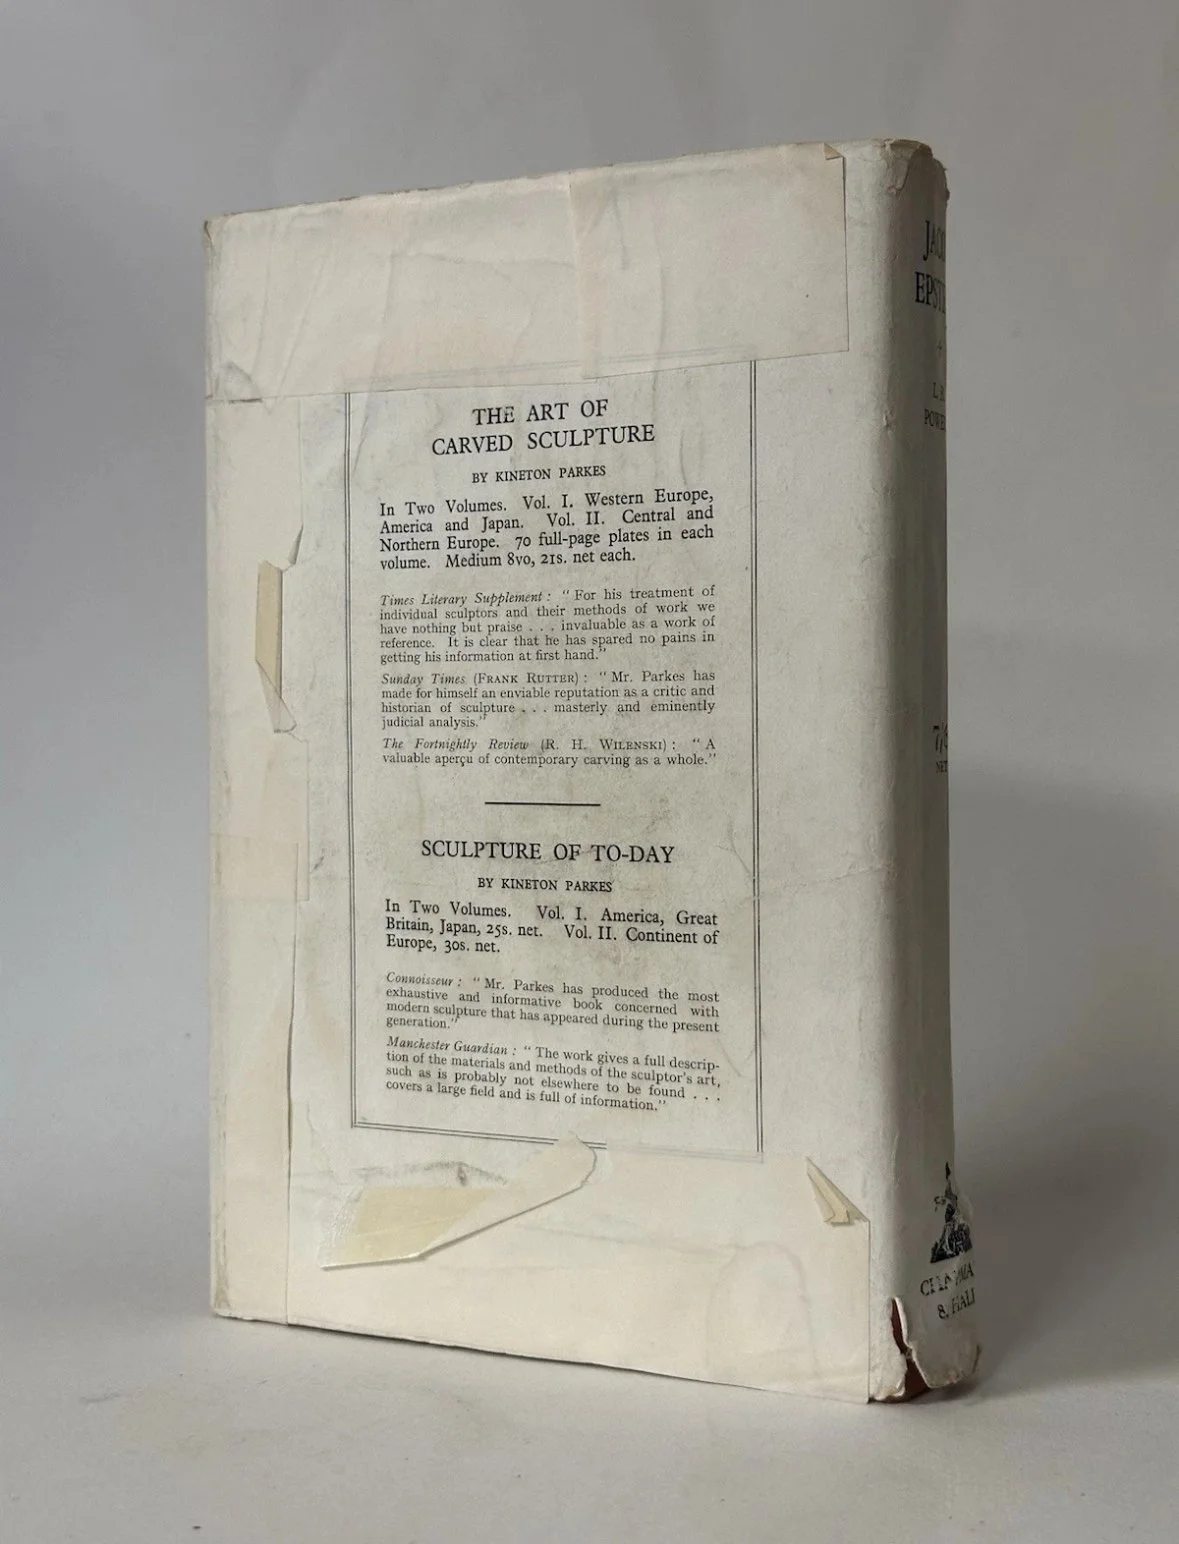 THE ART OF
CARVED SCULPTURE
BY KINETON PARKES
In Two Volumes. Vol. I. Western Europe,
America and Japan. Vol. II. Central and
Northern Europe. 70 full-page plates in each
volume. Medium 8vo, 21s. net each.
Times Literary Supplement: "For his treatment of
individual sculptors and their methods of work we
have nothing but praise . . . invaluable as a work of
reference. It is clear that he has spared no pains in
getting his information at first hand."
Sunday Times (FRANK RUTTER): "Mr. Parkes has
made for himself an enviable reputation as a critic and
historian of sculpture . . . masterly and eminently
judicial analysis."
The Fortnightly Review (R. H. WILENSKI): "A
valuable aperçu of contemporary carving as a whole."
SCULPTURE OF TO-DAY
BY KINETON PARKES
In Two Volumes. Vol. I. America, Great
Britain, Japan, 25s. net. Vol. II. Continent of
Europe, 30s. net.
Connoisseur: "Mr. Parkes has produced the most
exhaustive and informative book concerned with
modern sculpture that has appeared during the present
generation."
Manchester Guardian: "The work gives a full descrip-
tion of the materials and methods of the sculptor's art,
such as is probably not elsewhere to be found . . .
covers a large field and is full of information."
JACO
EPSTE
L. B.
POWE
7/6
NET